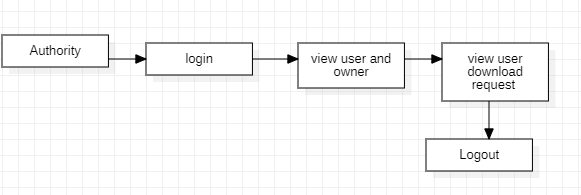 Authority
login
view user and
owner
view user
download
request
Logout